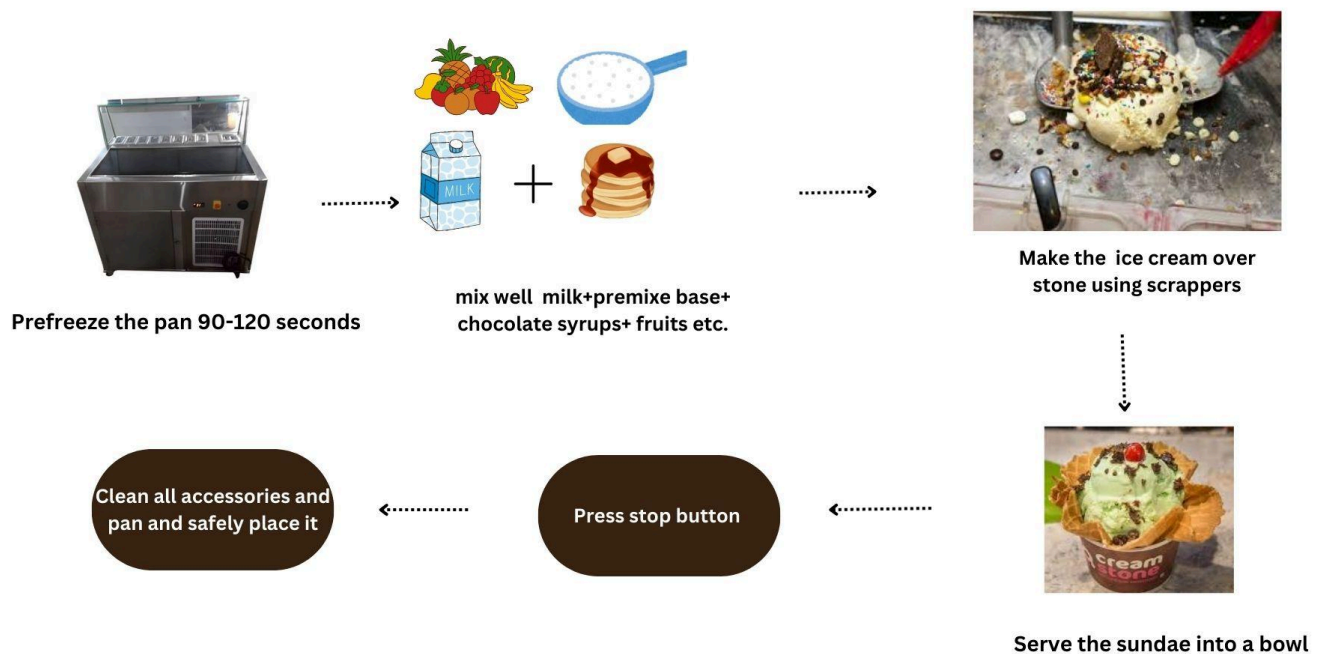 MILK
Prefreeze the pan 90-120 seconds
mix well milk+premixe base+
chocolate syrups+ fruits etc.
Make the ice cream over
stone using scrappers
cream
stone
Serve the sundae into a bowl
Press stop button
Clean all accessories and
pan and safely place it